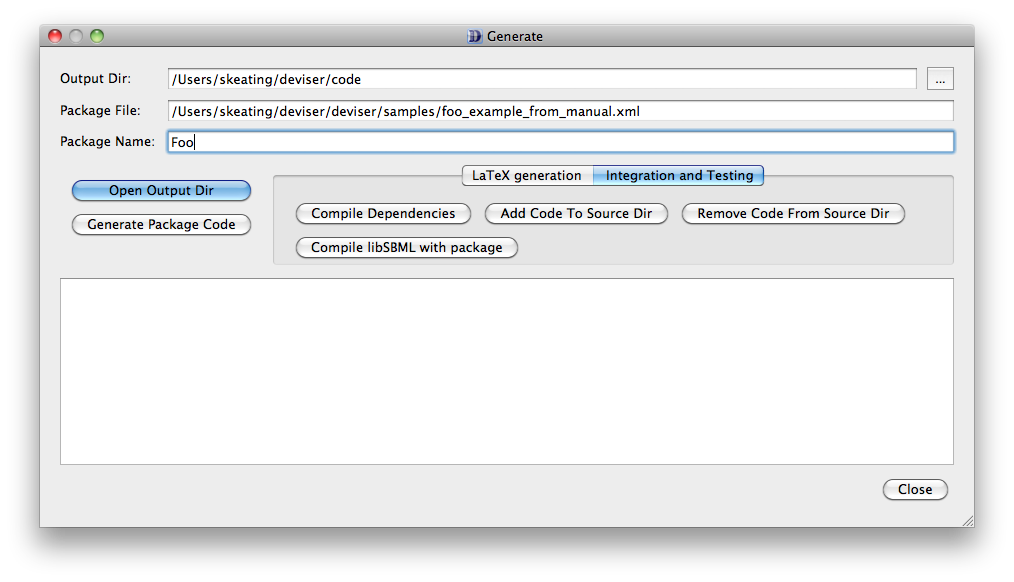 Generate
Output Dir: /Users/skeating/deviser/code ...
Package File: /Users/skeating/deviser/deviser/samples/foo_example_from_manual.xml
Package Name: Foo
LaTeX generation Integration and Testing
Open Output Dir
Compile Dependencies Add Code To Source Dir Remove Code From Source Dir
Generate Package Code
Compile libSBML with package
Close